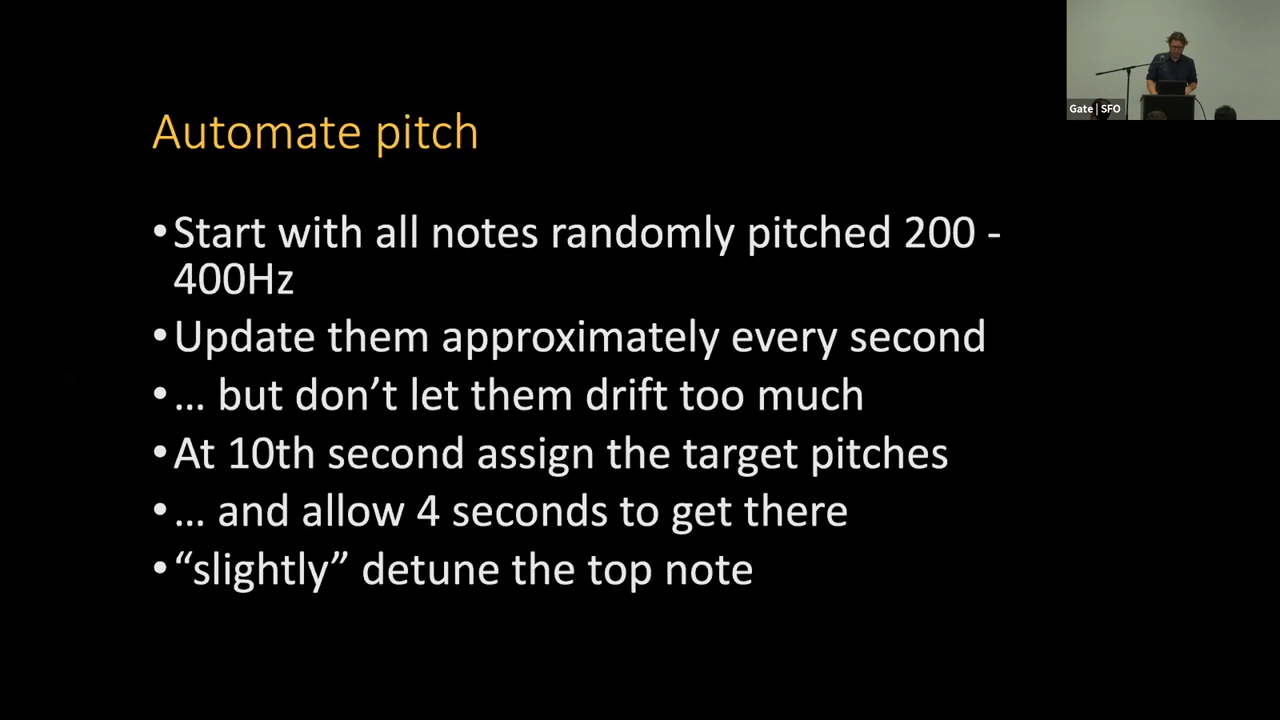 Gate | SFO
Automate pitch
•Start with all notes randomly pitched 200 -
400Hz
•Update them approximately every second
•… but don’t let them drift too much
•At 10th second assign the target pitches
•… and allow 4 seconds to get there
•“slightly” detune the top note